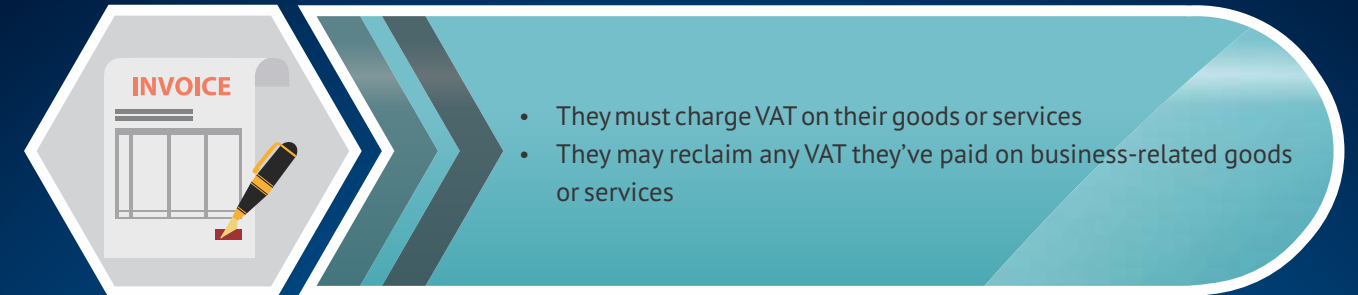 INVOICE
• They must charge VAT on their goods or services
• They may reclaim any VAT they’ve paid on business-related goods
or services